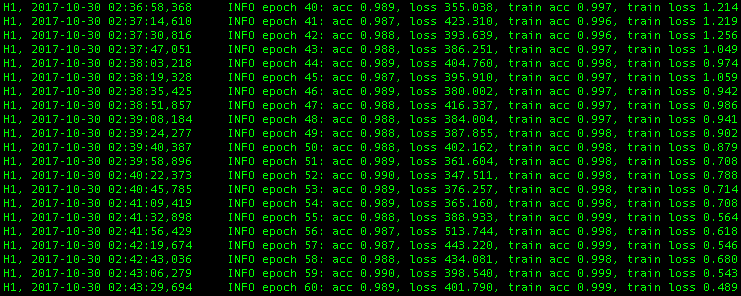 H1, 2017-10-30 02:36:58,368 INFO epoch 40: acc 0.989, loss 355.038, train acc 0.997, train loss 1.214
H1, 2017-10-30 02:37:14,610 INFO epoch 41: acc 0.987, loss 423.310, train acc 0.996, train loss 1.219
H1, 2017-10-30 02:37:30,816 INFO epoch 42: acc 0.988, loss 393.639, train acc 0.996, train loss 1.256
H1, 2017-10-30 02:37:47,051 INFO epoch 43: acc 0.988, loss 386.251, train acc 0.997, train loss 1.049
H1, 2017-10-30 02:38:03,218 INFO epoch 44: acc 0.989, loss 404.760, train acc 0.998, train loss 0.974
H1, 2017-10-30 02:38:19,328 INFO epoch 45: acc 0.987, loss 395.910, train acc 0.997, train loss 1.059
H1, 2017-10-30 02:38:35,425 INFO epoch 46: acc 0.989, loss 380.002, train acc 0.997, train loss 0.942
H1, 2017-10-30 02:38:51,857 INFO epoch 47: acc 0.988, loss 416.337, train acc 0.997, train loss 0.986
H1, 2017-10-30 02:39:08,184 INFO epoch 48: acc 0.988, loss 384.004, train acc 0.997, train loss 0.941
H1, 2017-10-30 02:39:24,277 INFO epoch 49: acc 0.988, loss 387.855, train acc 0.998, train loss 0.902
H1, 2017-10-30 02:39:40,387 INFO epoch 50: acc 0.988, loss 402.162, train acc 0.998, train loss 0.879
H1, 2017-10-30 02:39:58,896 INFO epoch 51: acc 0.989, loss 361.604, train acc 0.998, train loss 0.708
H1, 2017-10-30 02:40:22,373 INFO epoch 52: acc 0.990, loss 347.511, train acc 0.998, train loss 0.788
H1, 2017-10-30 02:40:45,785 INFO epoch 53: acc 0.989, loss 376.257, train acc 0.998, train loss 0.714
H1, 2017-10-30 02:41:09,419 INFO epoch 54: acc 0.989, loss 365.160, train acc 0.998, train loss 0.708
H1, 2017-10-30 02:41:32,898 INFO epoch 55: acc 0.988, loss 388.933, train acc 0.999, train loss 0.564
H1, 2017-10-30 02:41:56,429 INFO epoch 56: acc 0.987, loss 513.744, train acc 0.998, train loss 0.618
H1, 2017-10-30 02:42:19,674 INFO epoch 57: acc 0.987, loss 443.220, train acc 0.999, train loss 0.546
H1, 2017-10-30 02:42:43,036 INFO epoch 58: acc 0.988, loss 434.081, train acc 0.998, train loss 0.680
H1, 2017-10-30 02:43:06,279 INFO epoch 59: acc 0.990, loss 398.540, train acc 0.999, train loss 0.543
H1, 2017-10-30 02:43:29,694 INFO epoch 60: acc 0.989, loss 401.790, train acc 0.999, train loss 0.489